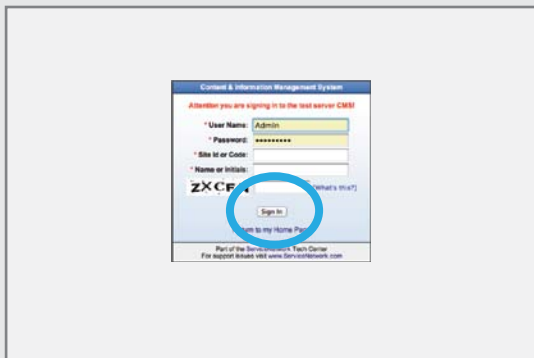 Content & Information Management System
Attention you are signing in to the test server CMS!
* User Name: Admin
* Password: •••••••••
* Site Id or Code:
* Name or Initials:
[What's this?]
Sign In
to my Home
Part of the ServiceNetwork Tech Center
For support issues visit www.ServiceNetwork.com